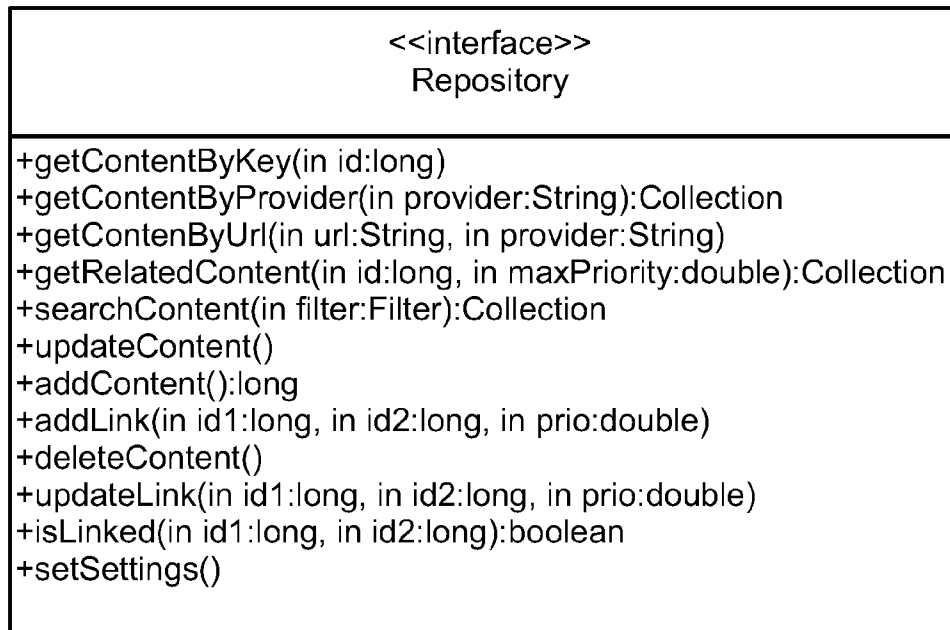 <<interface>>
Repository
+getContentByKey(in id:long)
+getContentByProvider(in provider:String):Collection
+getContenByUrl(in url:String, in provider:String)
+getRelatedContent(in id:long, in maxPriority:double):Collection
+searchContent(in filter:Filter):Collection
+updateContent()
+addContent():long
+addLink(in id1:long, in id2:long, in prio:double)
+deleteContent()
+updateLink(in id1:long, in id2:long, in prio:double)
+isLinked(in id1:long, in id2:long):boolean
+setSettings()